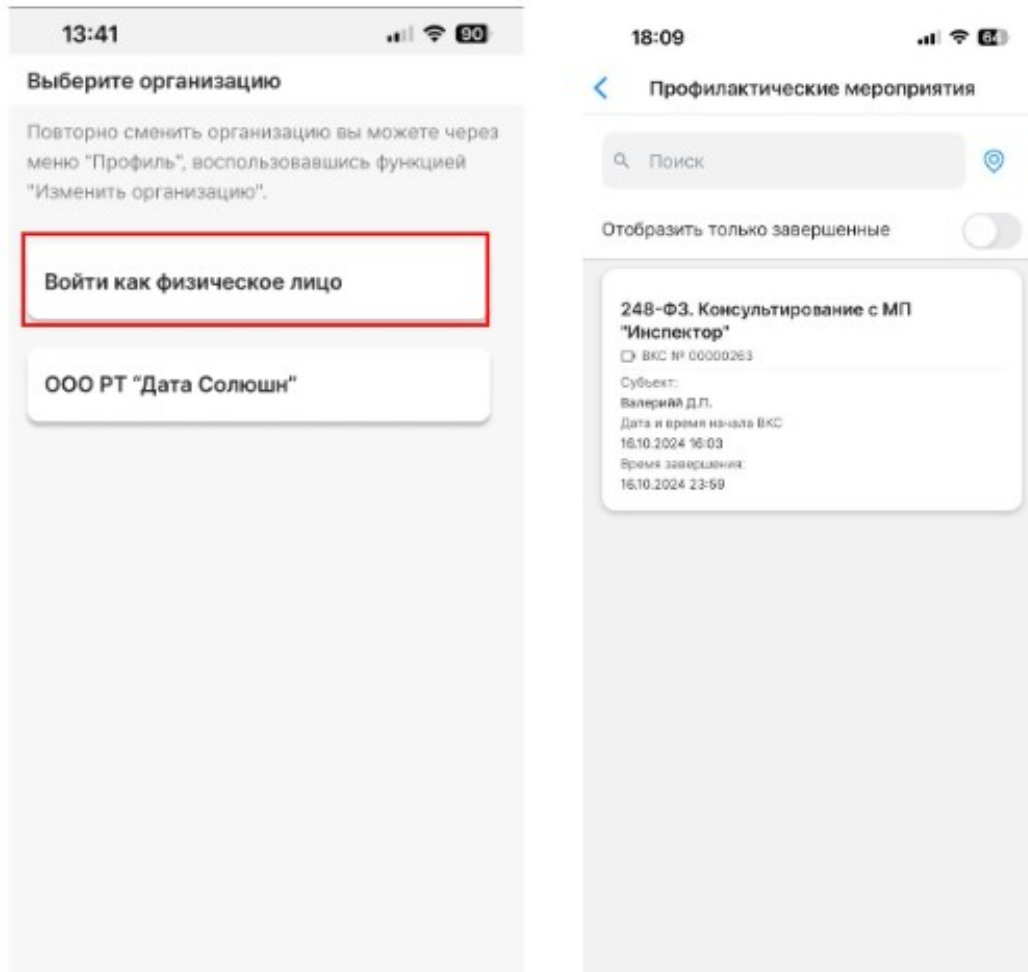 13:41
90
Выберите организацию
Повторно сменить организацию вы можете через
меню "Профиль", воспользовавшись функцией
"Изменить организацию".
Войти как физическое лицо
ООО РТ "Дата Солюшн"
18:09
64
Профилактические мероприятия
Поиск
Отобразить только завершенные
248-ФЗ. Консультирование с МП
"Инспектор"
ВКС № 00000263
Субъект:
Валерийй Д.П.
Дата и время начала ВКС
16.10.2024 16:03
Время завершения:
16.10.2024 23:59